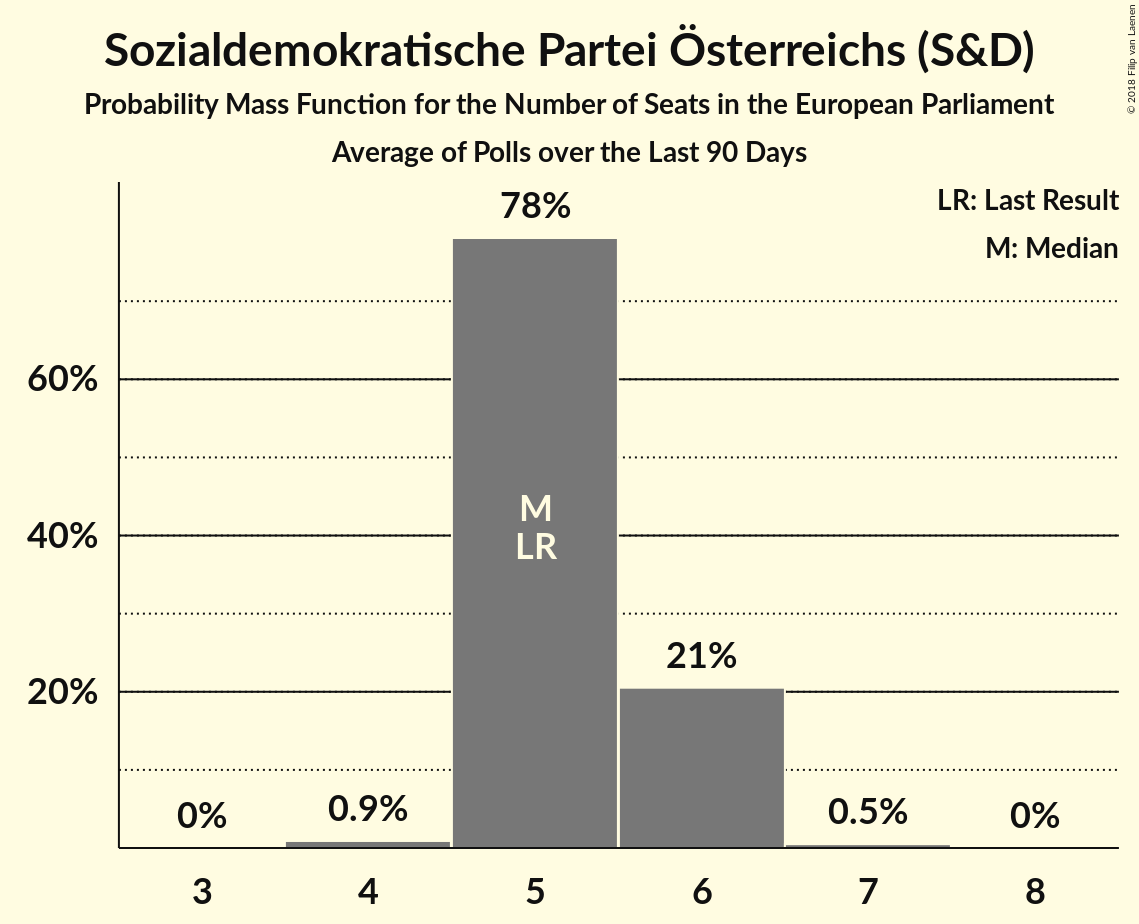 Sozialdemokratische Partei Österreichs (S&D)
Probability Mass Function for the Number of Seats in the European Parliament
Average of Polls over the Last 90 Days
© 2018 Filip van Laenen
LR: Last Result
M: Median
78%
60%
40%
20%
M
LR
21%
0%
0.9%
0.5%
0%
3 4 5 6 7 8